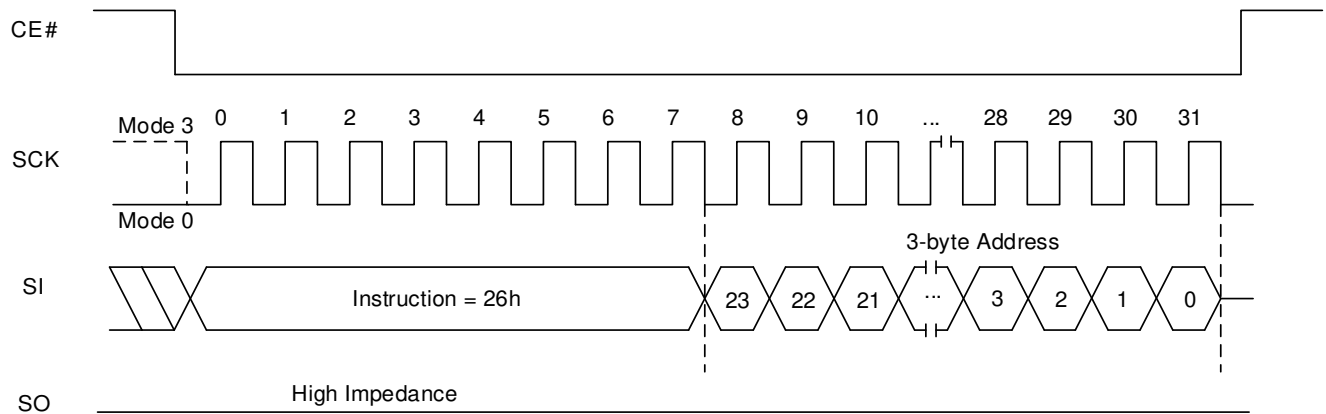 CE#
Mode 3
0 1 2 3 4 5 6 7 8 9 10 ... 28 29 30 31
SCK
Mode 0
3-byte Address
SI
Instruction = 26h
23 22 21 ... 3 2 1 0
High Impedance
SO